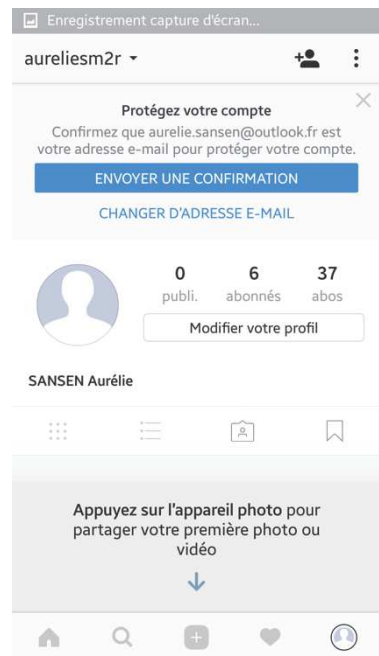 Enregistrement capture d'écran...
aureliesm2r
Protégez votre compte
Confirmez que aurelie.sansen@outlook.fr est
votre adresse e-mail pour protéger votre compte.
ENVOYER UNE CONFIRMATION
CHANGER D'ADRESSE E-MAIL
0 6 37
publi. abonnés abos
Modifier votre profil
SANSEN Aurélie
Appuyez sur l'appareil photo pour
partager votre première photo ou
vidéo